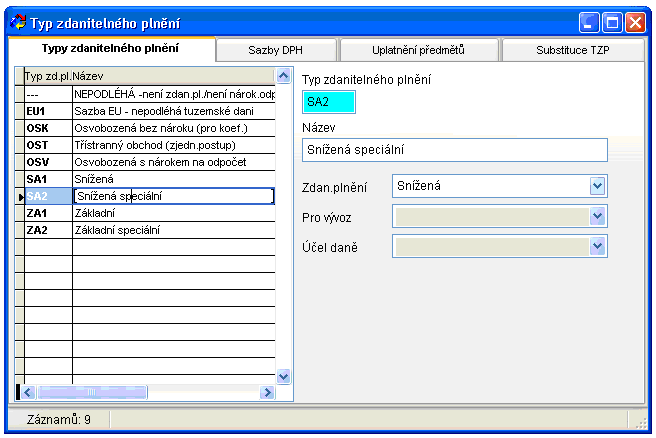 Typ zdanitelného plnění
Typy zdanitelného plnění
Sazby DPH
Uplatnění předmětů
Substituce TZP
Typ zd.pl. Název
--- NEPODLÉHÁ -není zdan.pl./není nárok.odp
EU1 Sazba EU - nepodléhá tuzemské dani
OSK Osvobozená bez nároku (pro koef.)
OST Třístranný obchod (zjedn.postup)
OSV Osvobozená s nárokem na odpočet
SA1 Snížená
SA2 Snížená speciální
ZA1 Základní
ZA2 Základní speciální
Typ zdanitelného plnění
SA2
Název
Snížená speciální
Zdan.plnění Snížená
Pro vývoz
Účel daně
Záznamů: 9